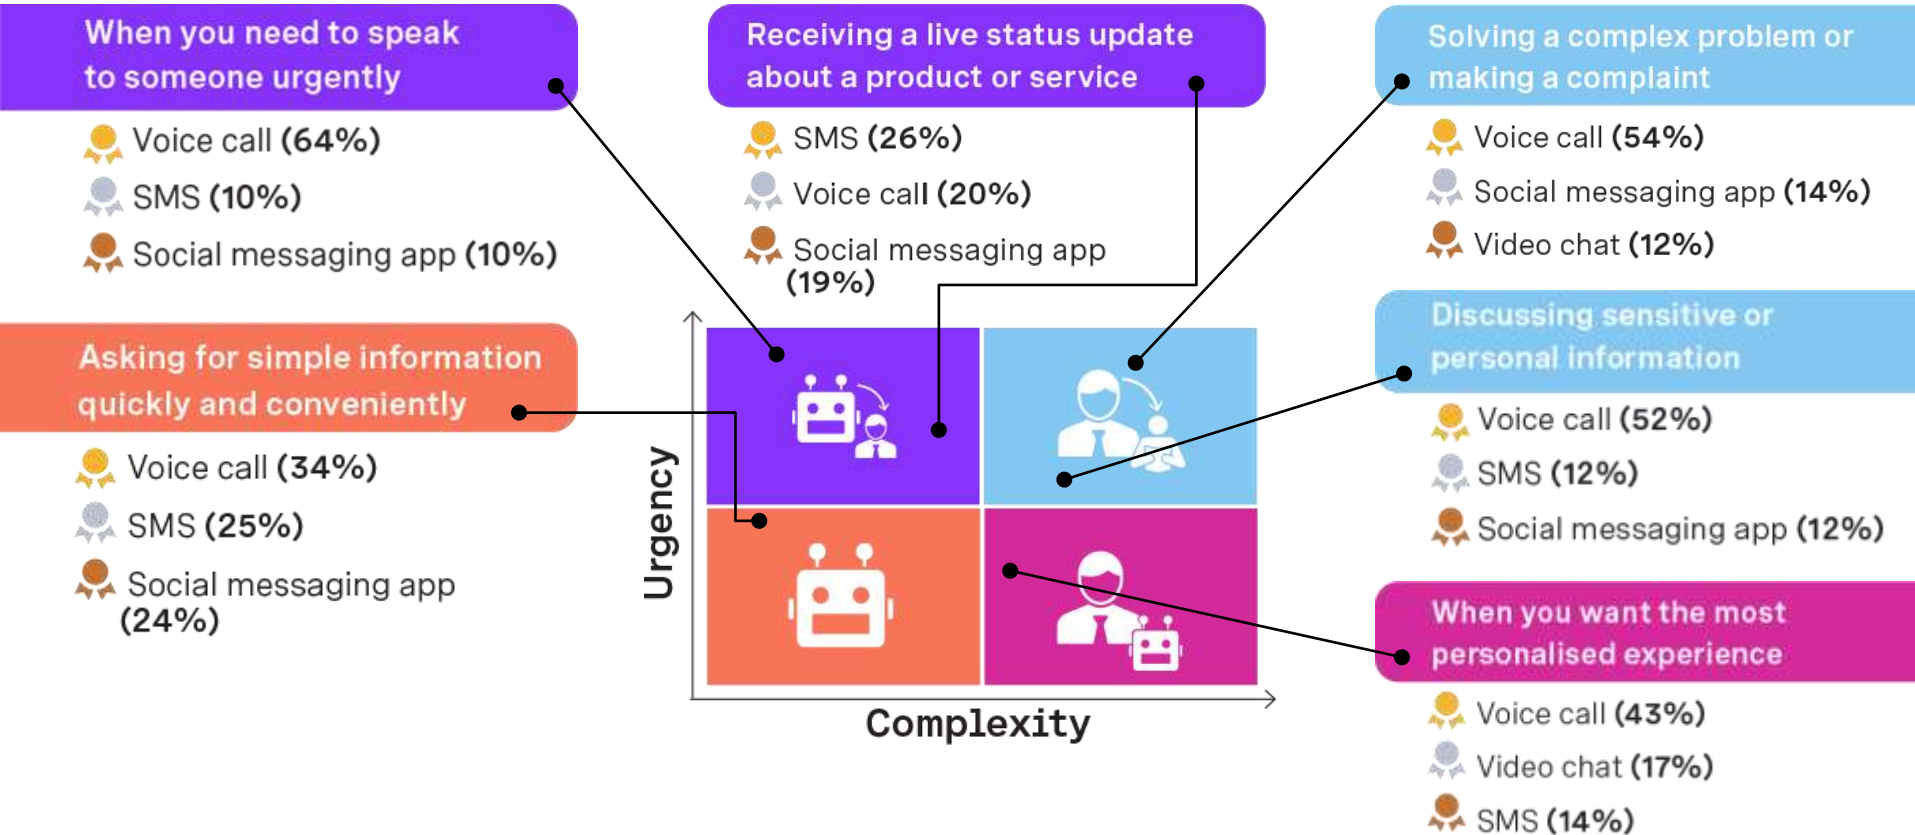 When you need to speak
to someone urgently
Voice call (64%)
SMS (10%)
Social messaging app (10%)
Receiving a live status update
about a product or service
SMS (26%)
Voice call (20%)
Social messaging app
(19%)
Solving a complex problem or
making a complaint
Voice call (54%)
Social messaging app (14%)
Video chat (12%)
Asking for simple information
quickly and conveniently
Voice call (34%)
SMS (25%)
Social messaging app
(24%)
Urgency
Complexity
Discussing sensitive or
personal information
Voice call (52%)
SMS (12%)
Social messaging app (12%)
When you want the most
personalised experience
Voice call (43%)
Video chat (17%)
SMS (14%)